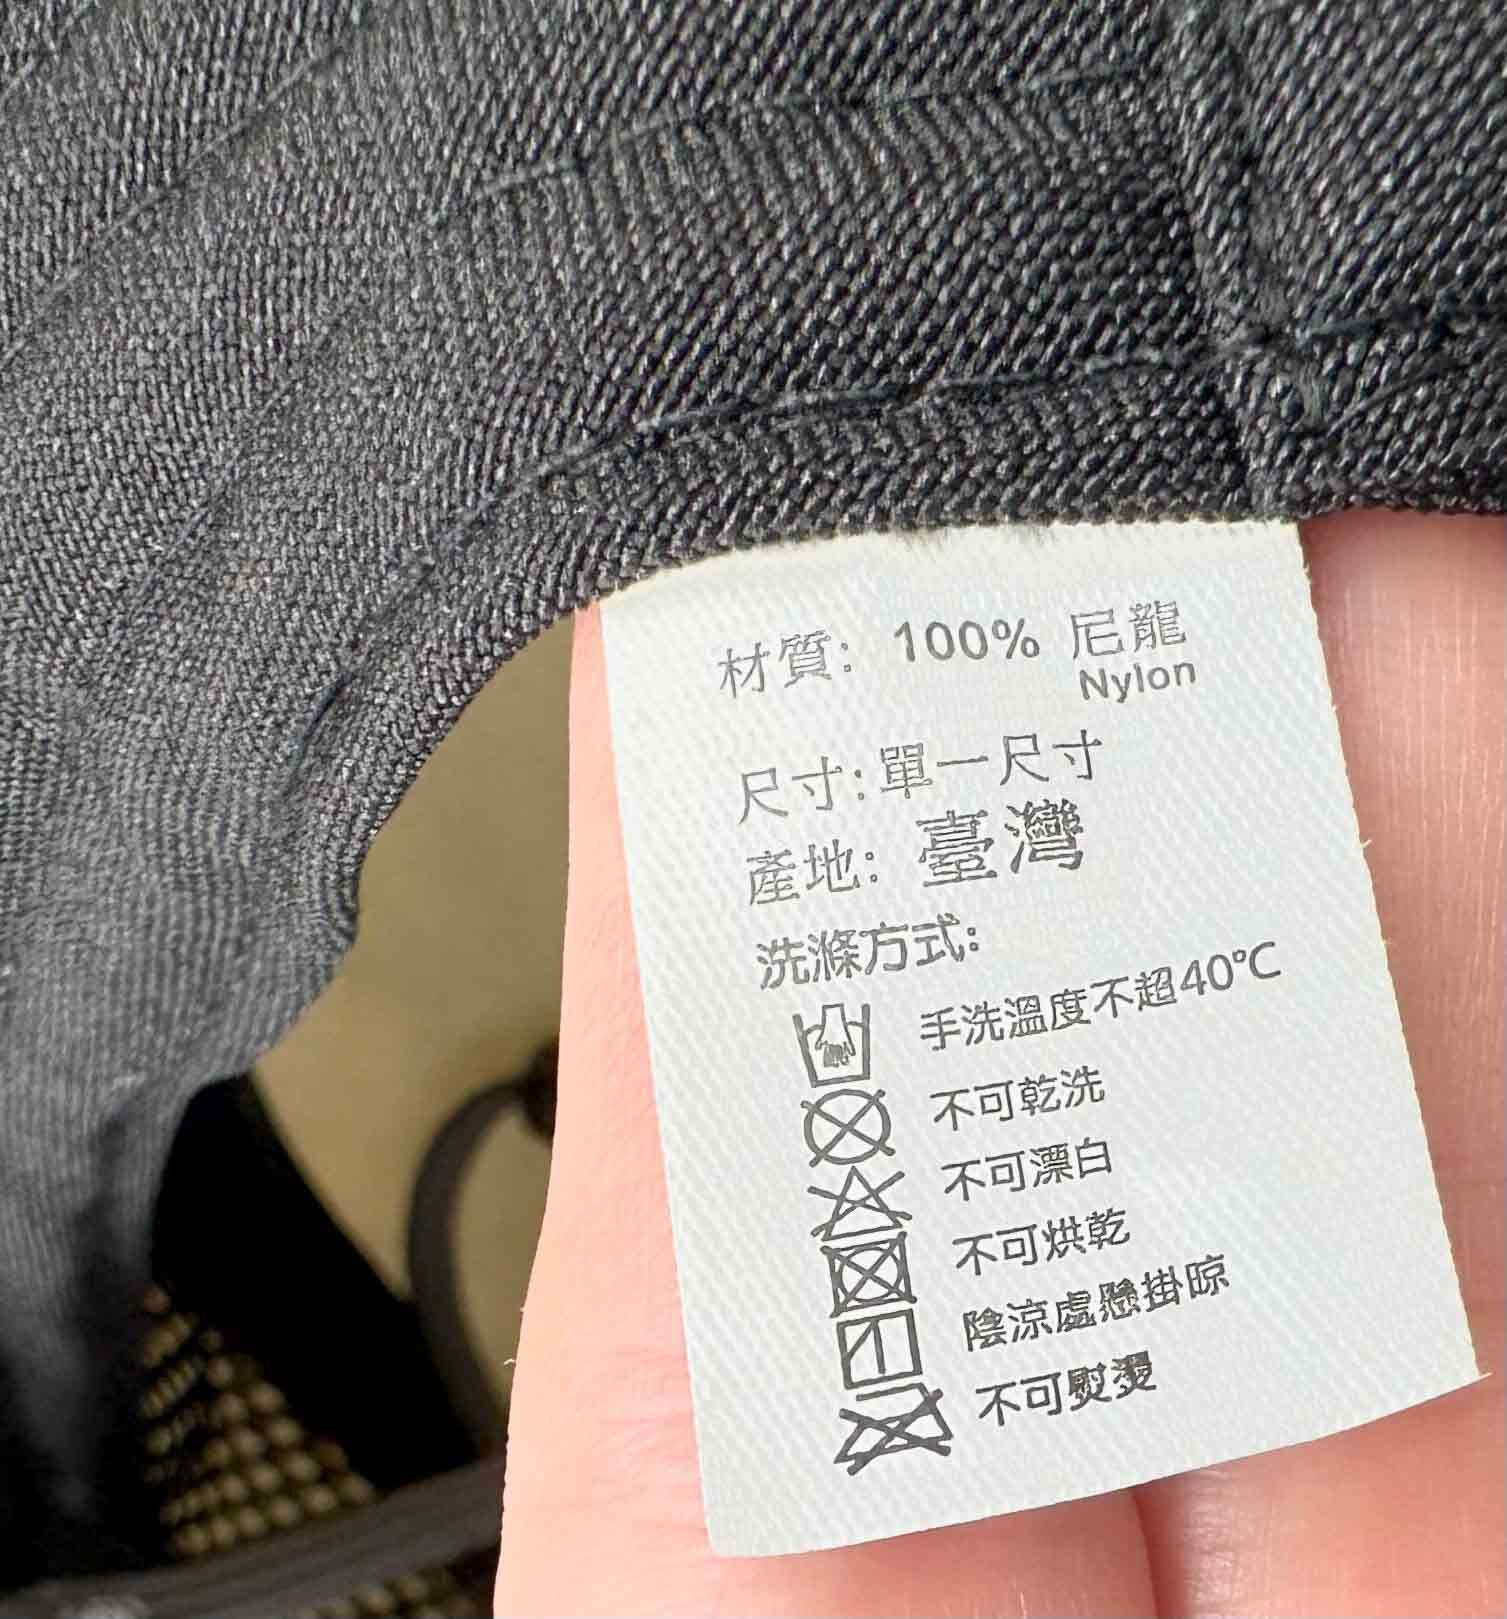 材質: 100% 尼龍
Nylon
尺寸:單一尺寸
產地: 臺灣
洗滌方式:
手洗溫度不超40℃
不可乾洗
不可漂白
不可烘乾
陰涼處懸掛晾
不可熨燙